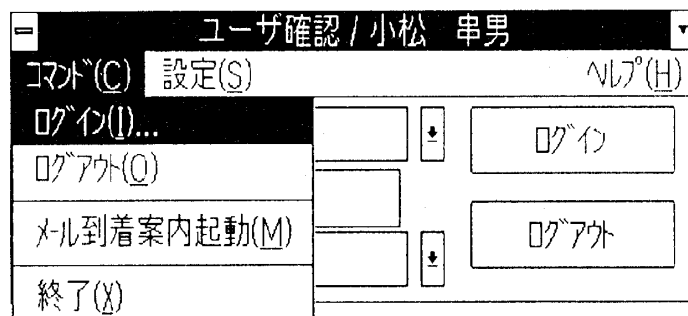 ユーザ確認 / 小松 串男
コマンド(C) 設定(S) ヘルプ(H)
ログイン(I)...
ログアウト(O)
メール到着案内起動(M)
終了(X)
ログイン
ログアウト